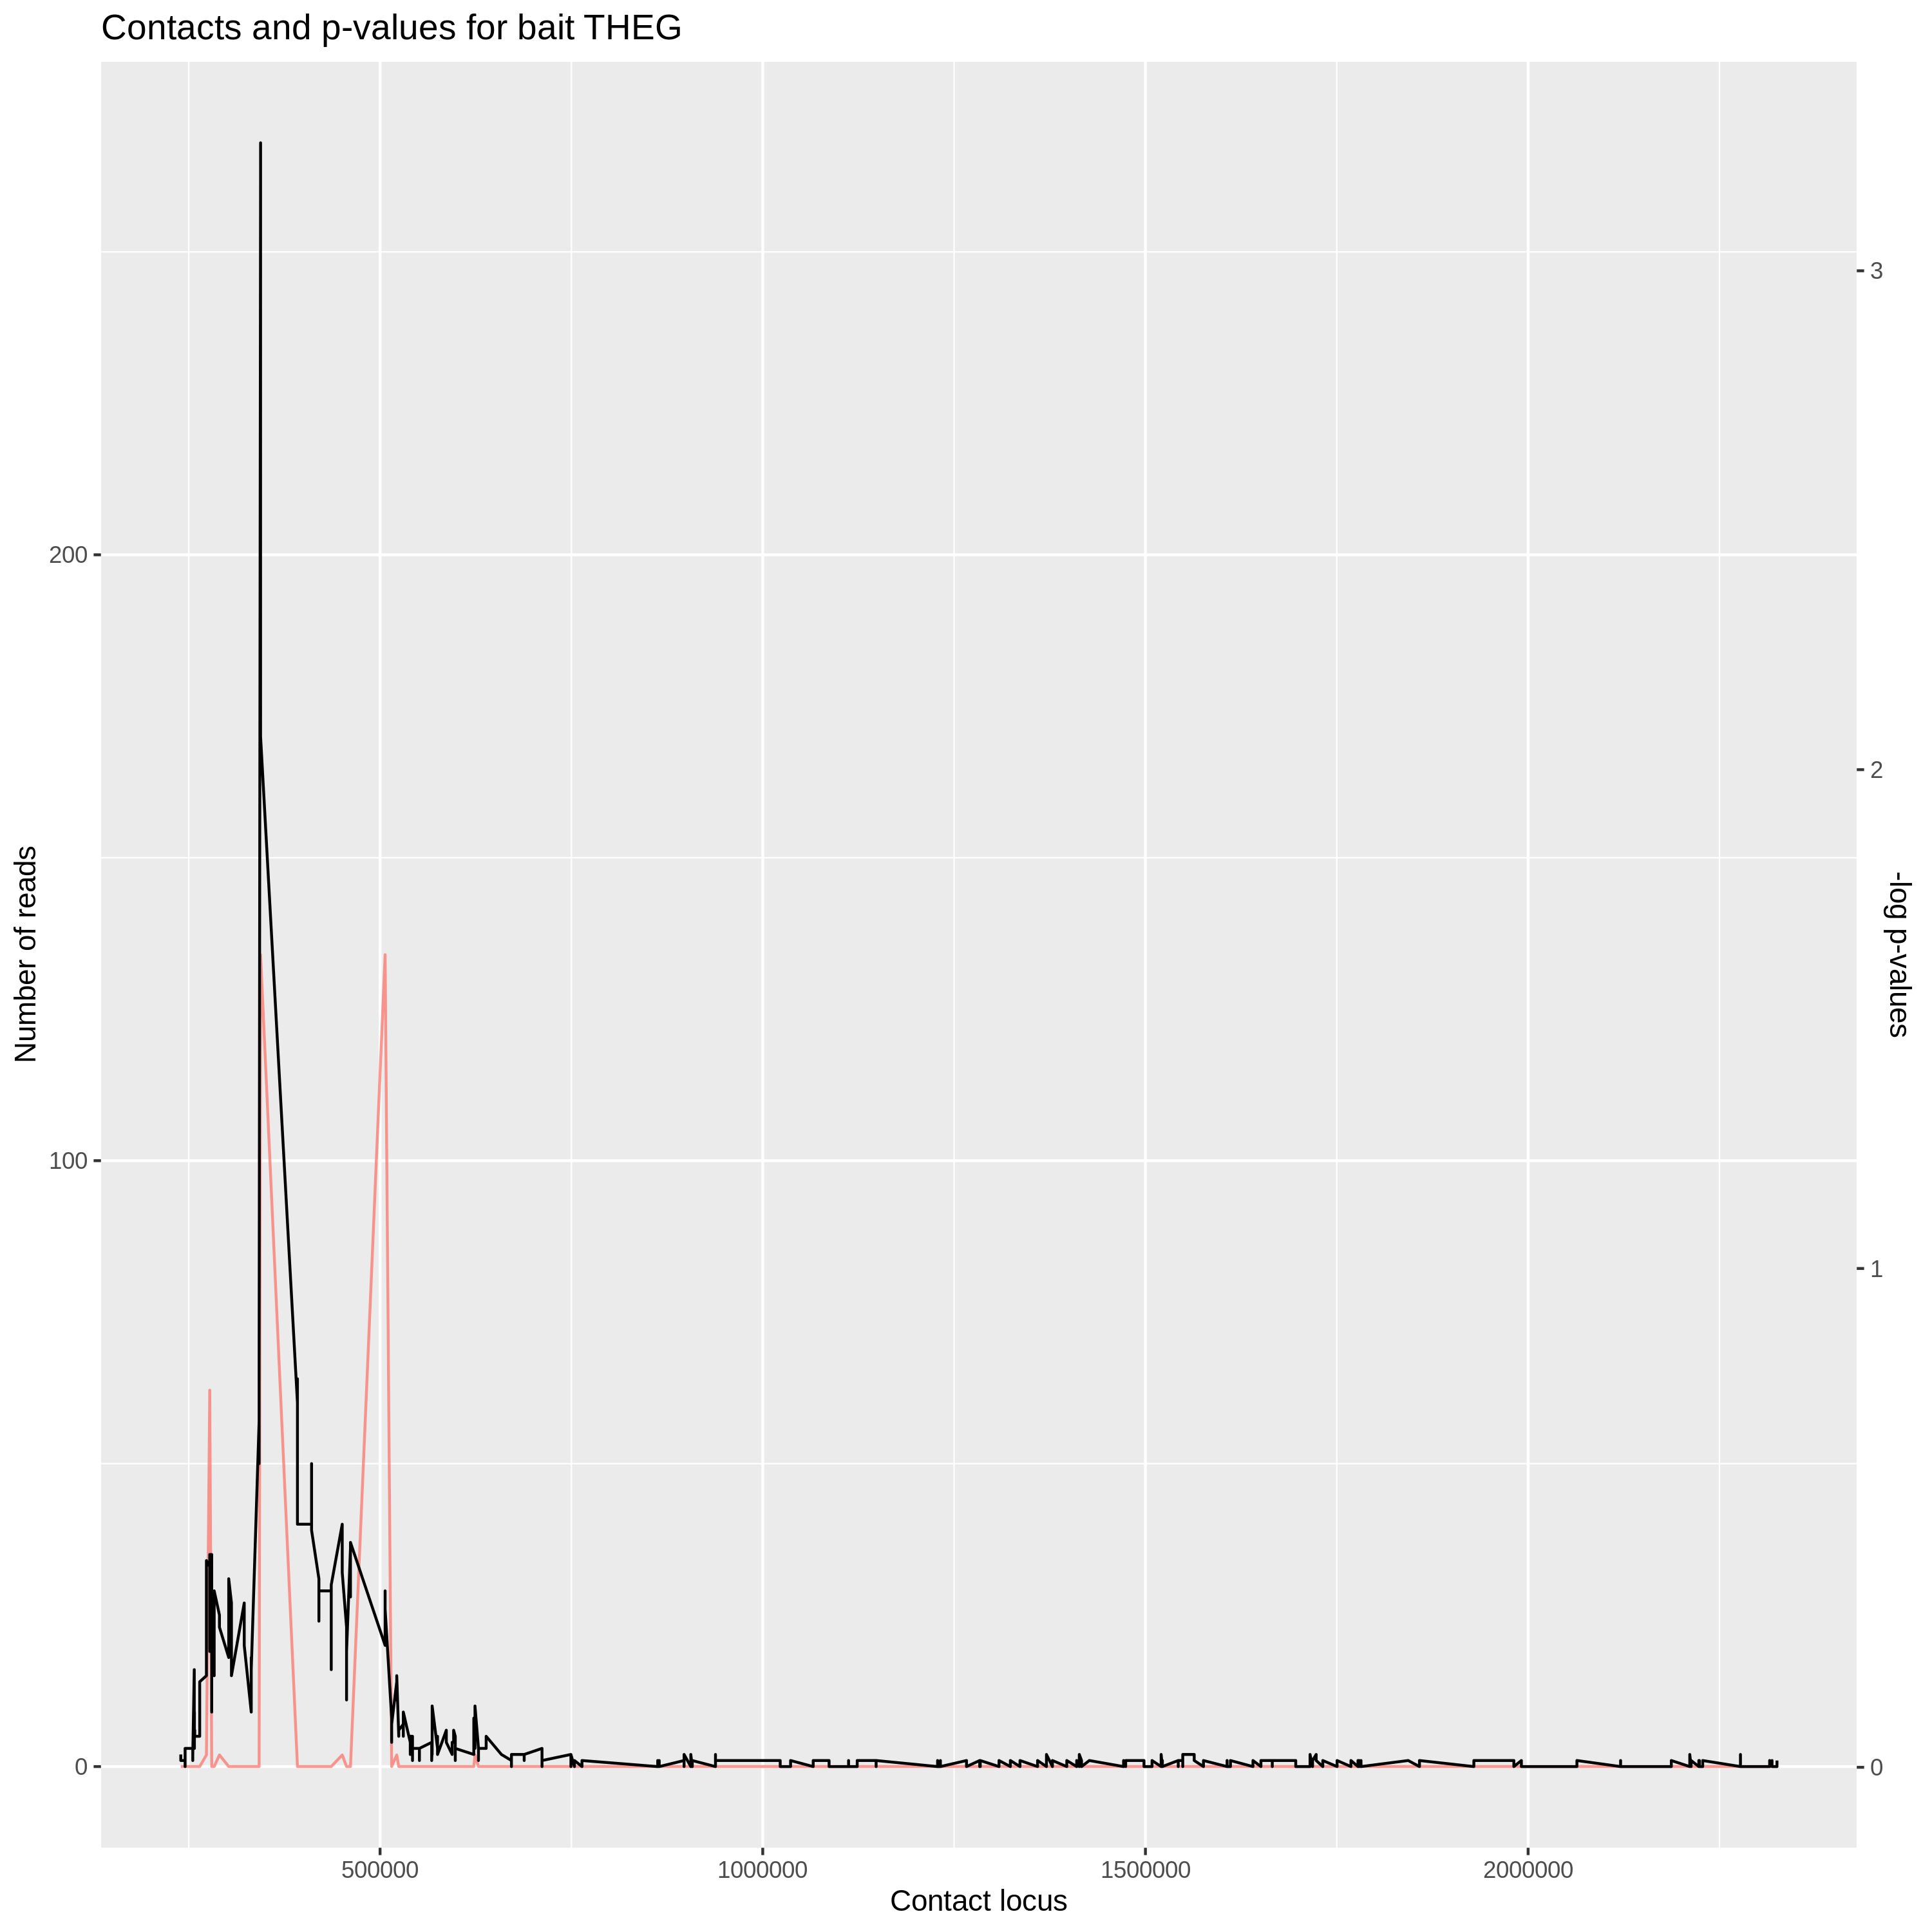 Contacts and p-values for bait THEG
Number of reads
200
100
0
3
2
1
0
-log p-values
500000
1000000
1500000
2000000
Contact locus